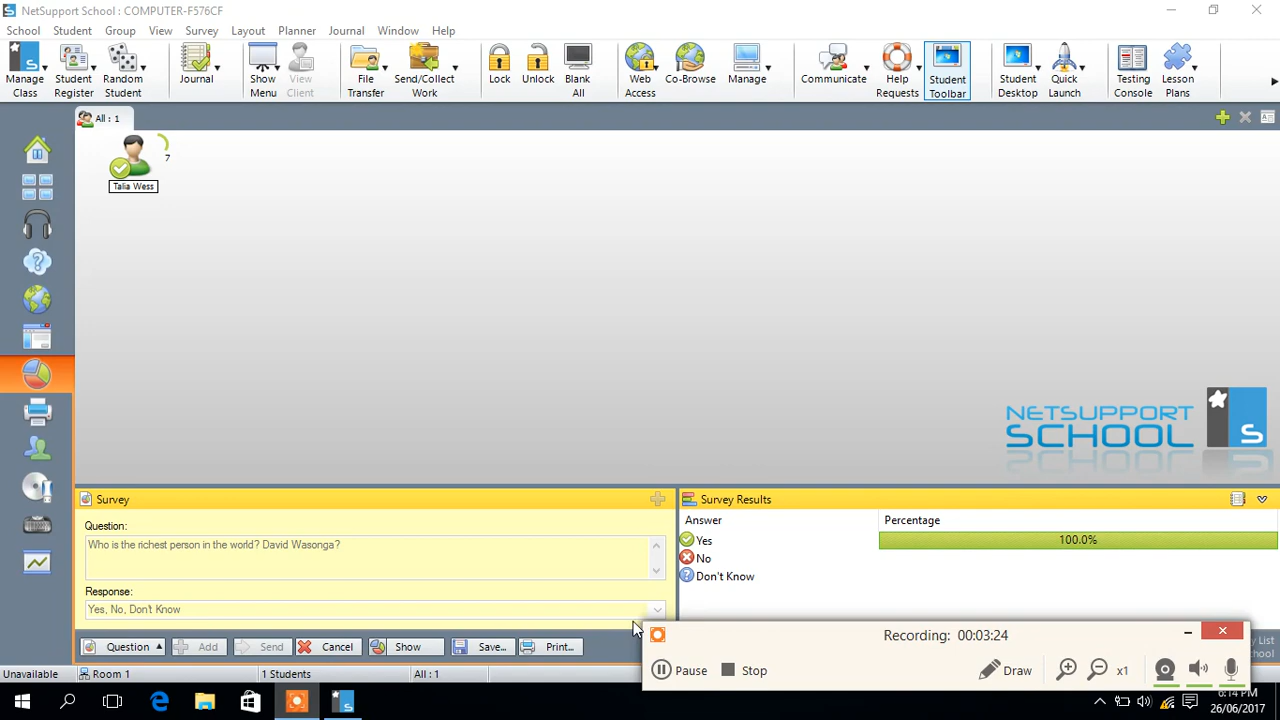 NetSupport School : COMPUTER-F576CF
School Student Group View Layout Survey Planner Journal Window Help
Manage Class
Student Register
Random Student
Journal
Show Menu
View Client
File Transfer
Send/Collect Work
Lock
Unlock
Blank All
Web Access
Co-Browse
Manage
Communicate
Help Requests
Student Toolbar
Student Desktop
Quick Launch
Testing Console
Lesson Plans
All : 1
7
Talia Wess
NETSUPPORT
SCHOOL
S
Survey
Question:
Who is the richest person in the world? David Wasonga?
Response:
Yes, No, Don't Know
Question Add Send Cancel Show Save... Print...
Survey Results
Answer Percentage
Yes 100.0%
No
Don't Know
Recording: 00:03:24
Pause Stop Draw x1
y List
chool
Unavailable Room 1 1 Students All : 1
6:14 PM
26/06/2017